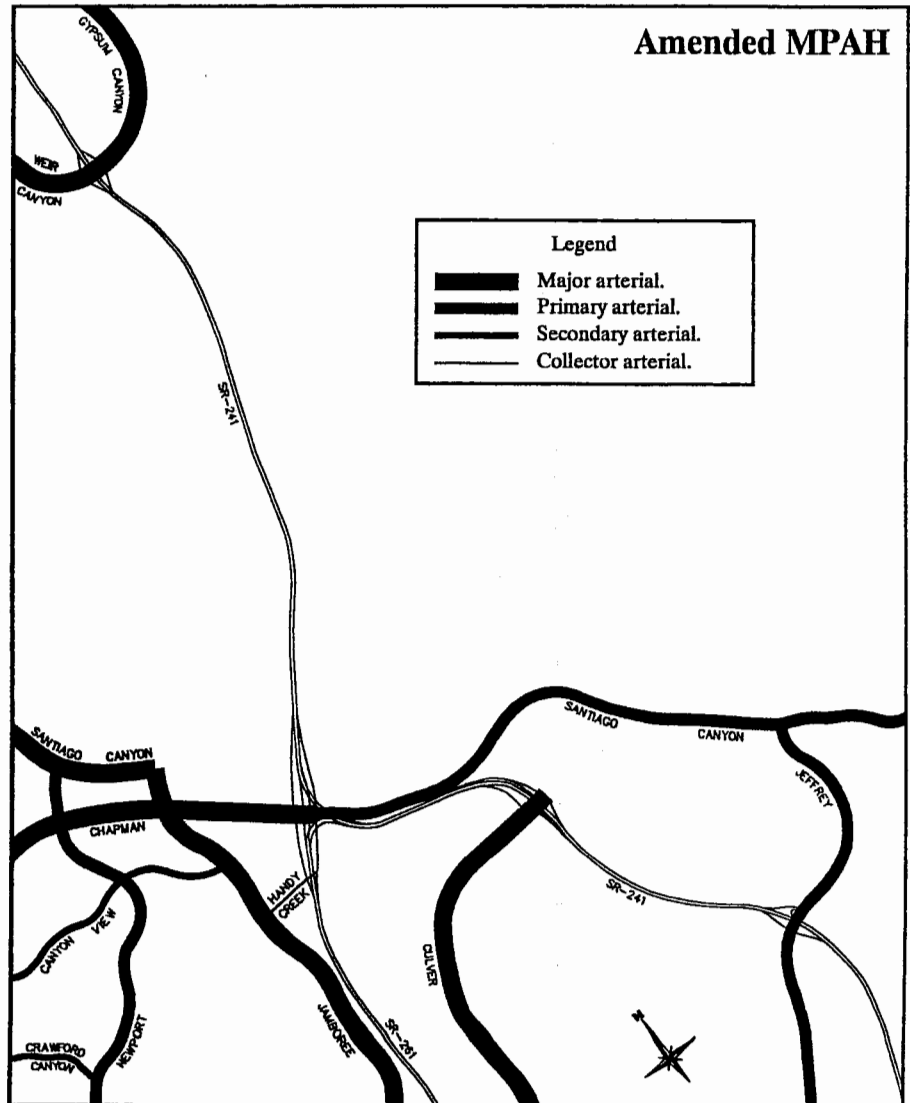 Amended MPAH
GYPSUM
CANYON
WEIR
CANYON
Legend
Major arterial.
Primary arterial.
Secondary arterial.
Collector arterial.
SR-241
SANTIAGO
CANYON
SANTIAGO
CANYON
JEFFREY
CHAPMAN
HANDY
CREEK
SR-241
CANYON
VIEW
CULVER
NEWPORT
JAMBOREE
SR-261
N
CRAWFORD
CANYON